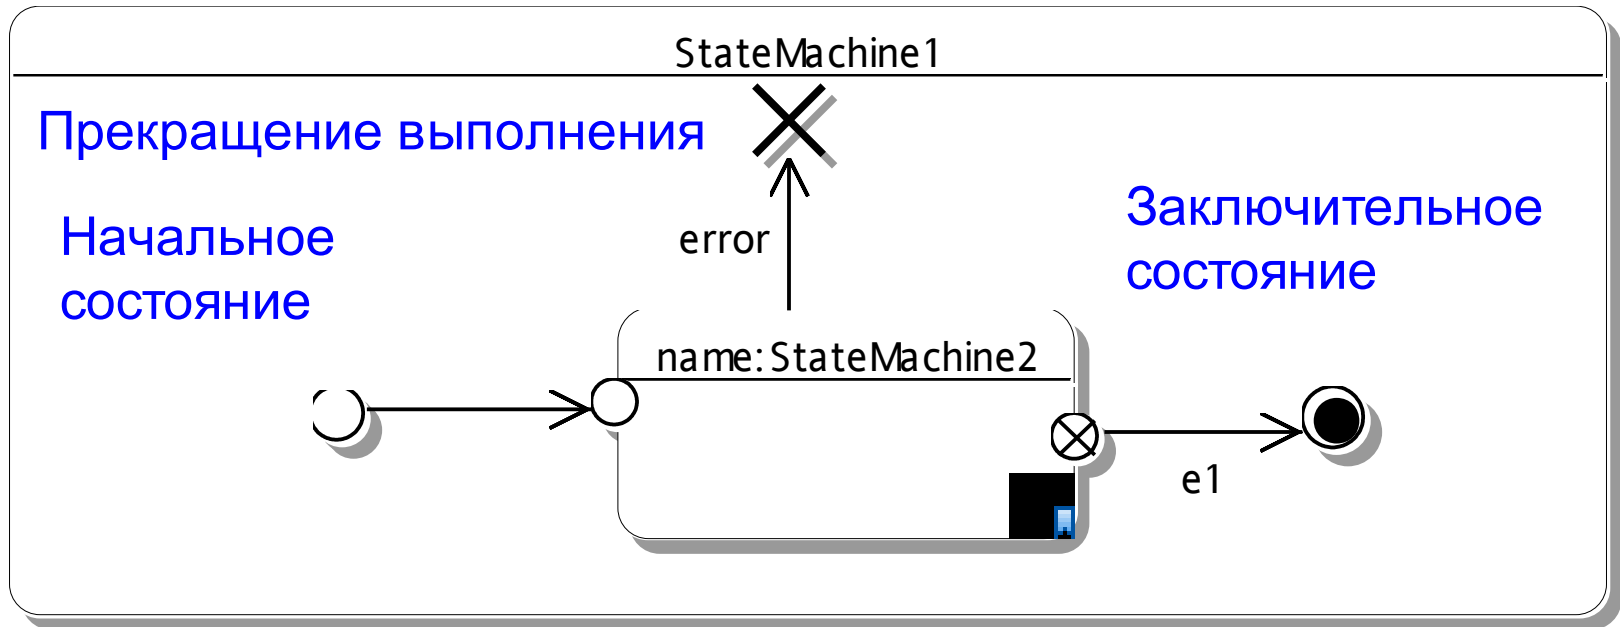 StateMachine1
Прекращение выполнения
Начальное
состояние
error
Заключительное
состояние
name: StateMachine2
e1